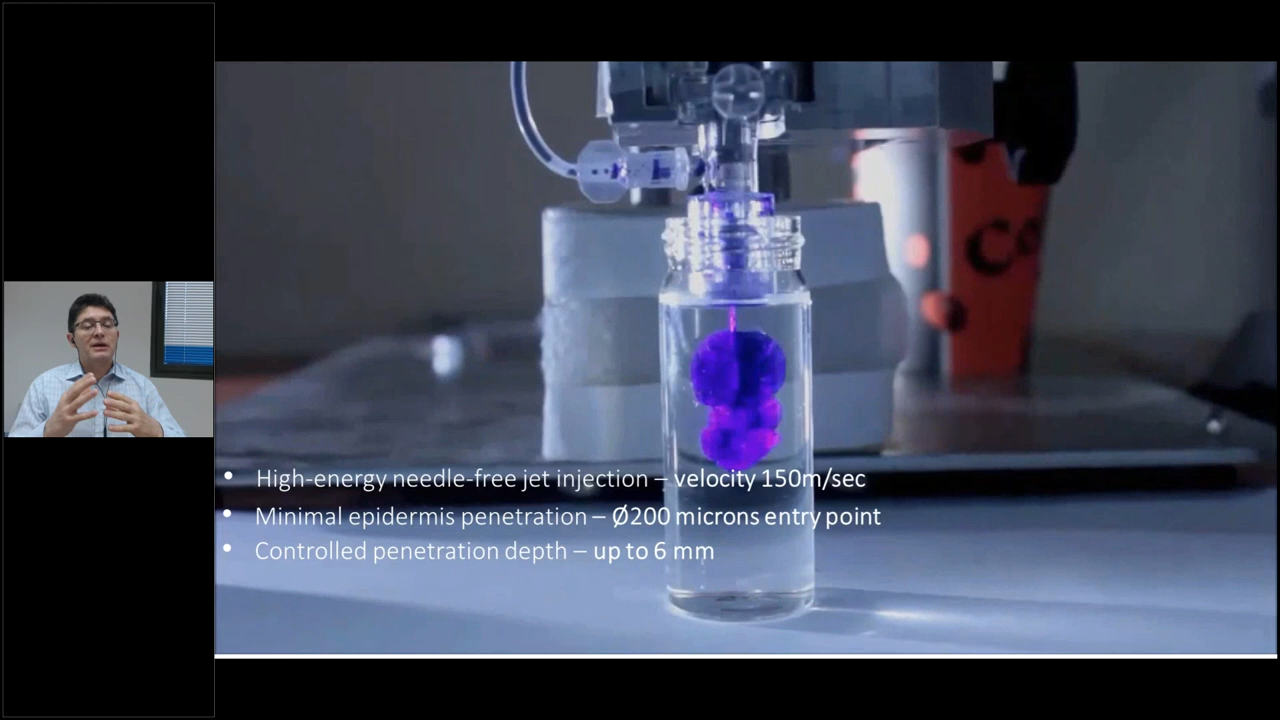 • High-energy needle-free jet injection – velocity 150m/sec
• Minimal epidermis penetration – Ø200 microns entry point
• Controlled penetration depth – up to 6 mm